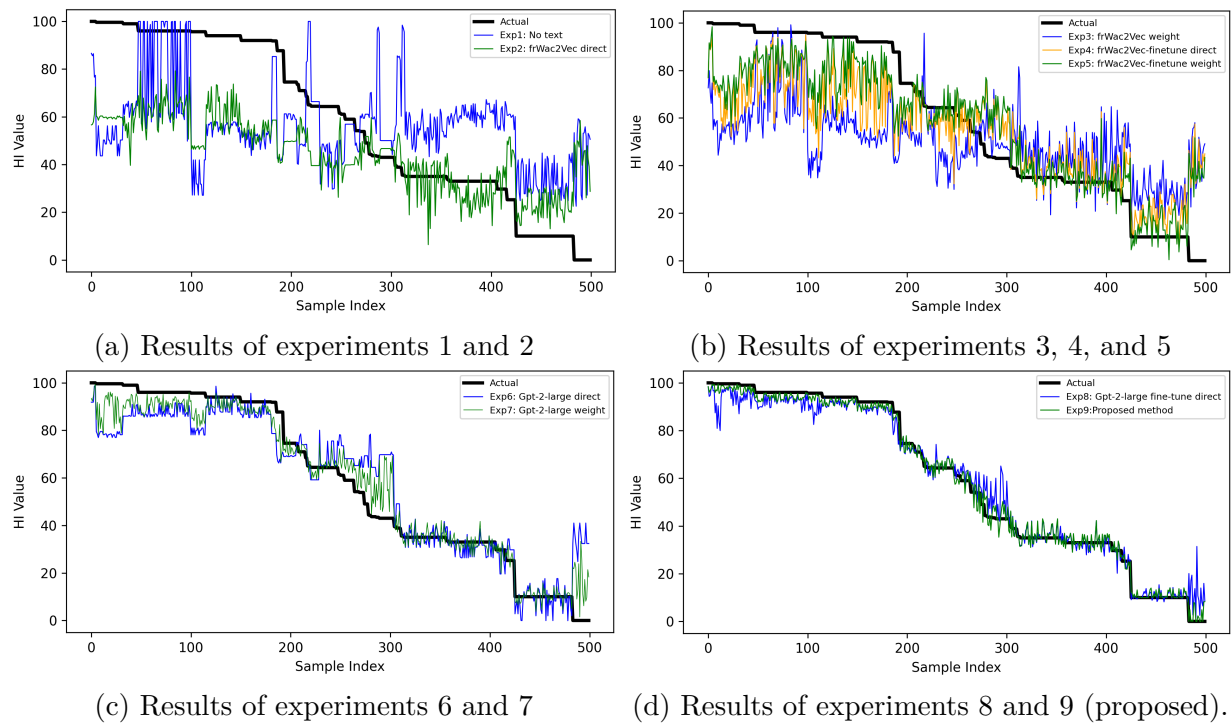 100
80
60
40
20
0
HI Value
0
100
200
300
400
500
Sample Index
Actual
Exp1: No text
Exp2: frWac2Vec direct
(a) Results of experiments 1 and 2
100
80
60
40
20
0
HI Value
0
100
200
300
400
500
Sample Index
Actual
Exp3: frWac2Vec weight
Exp4: frWac2Vec-finetune direct
Exp5: frWac2Vec-finetune weight
(b) Results of experiments 3, 4, and 5
100
80
60
40
20
0
HI Value
0
100
200
300
400
500
Sample Index
Actual
Exp6: Gpt-2-large direct
Exp7: Gpt-2-large weight
(c) Results of experiments 6 and 7
100
80
60
40
20
0
HI Value
0
100
200
300
400
500
Sample Index
Actual
Exp8: Gpt-2-large fine-tune direct
Exp9:Proposed method
(d) Results of experiments 8 and 9 (proposed).